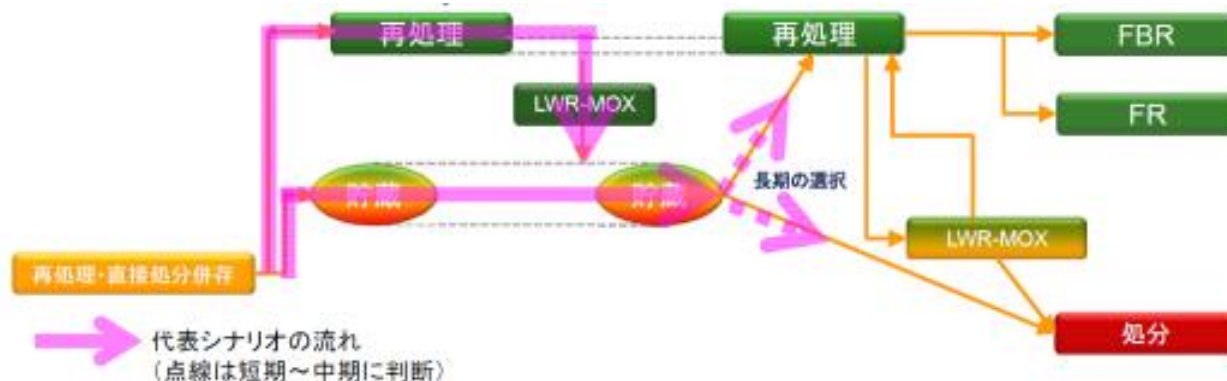 再処理
再処理
FBR
LWR-MOX
FR
貯蔵
貯蔵
長期の選択
LWR-MOX
再処理・直接処分併存
処分
代表シナリオの流れ
(点線は短期～中期に判断)